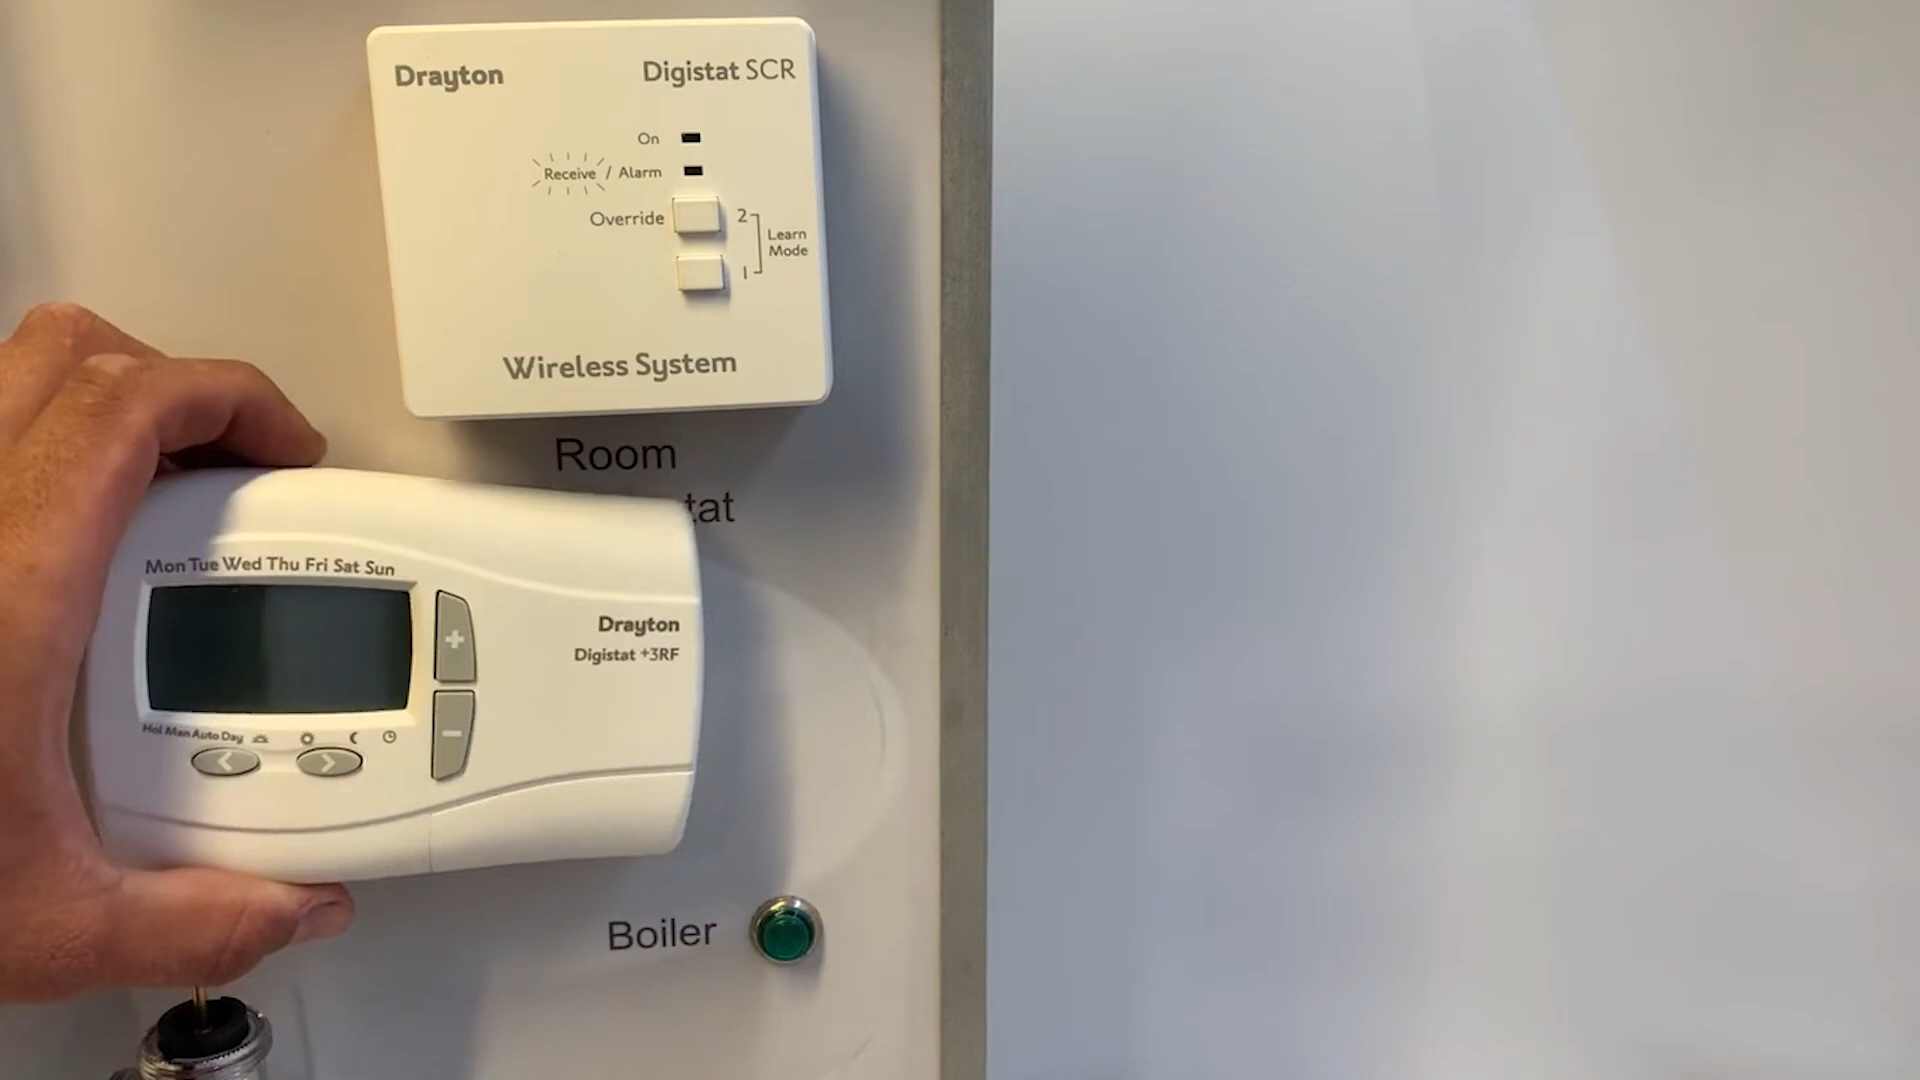 Drayton
Digistat SCR
On
Receive / Alarm
Override
2
Learn
Mode
1
Wireless System
Room
tat
Mon Tue Wed Thu Fri Sat Sun
+
Drayton
Digistat +3RF
−
Hol Man Auto Day
< >
Boiler